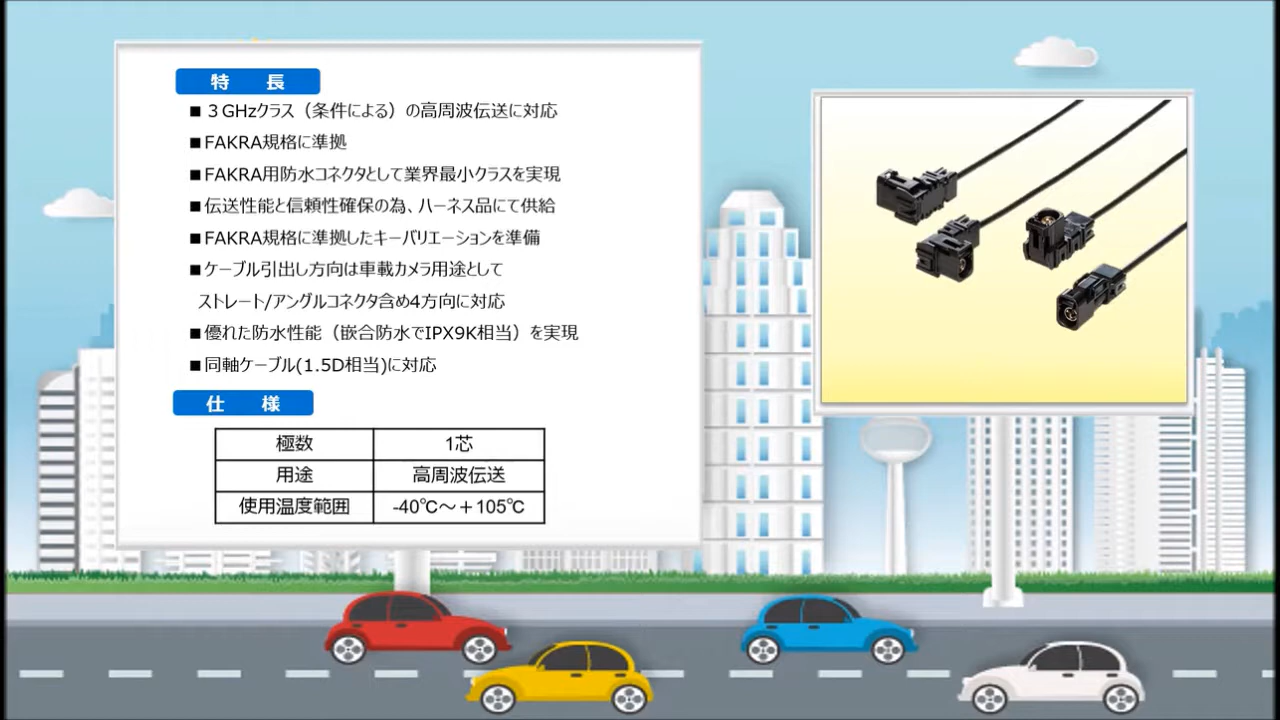 特　長
■３GHzクラス（条件による）の高周波伝送に対応
■FAKRA規格に準拠
■FAKRA用防水コネクタとして業界最小クラスを実現
■伝送性能と信頼性確保の為、ハーネス品にて供給
■FAKRA規格に準拠したキーバリエーションを準備
■ケーブル引出し方向は車載カメラ用途として
ストレート/アングルコネクタ含め4方向に対応
■優れた防水性能（嵌合防水でIPX9K相当）を実現
■同軸ケーブル(1.5D相当)に対応
仕　様
極数 1芯
用途 高周波伝送
使用温度範囲 -40℃～＋105℃